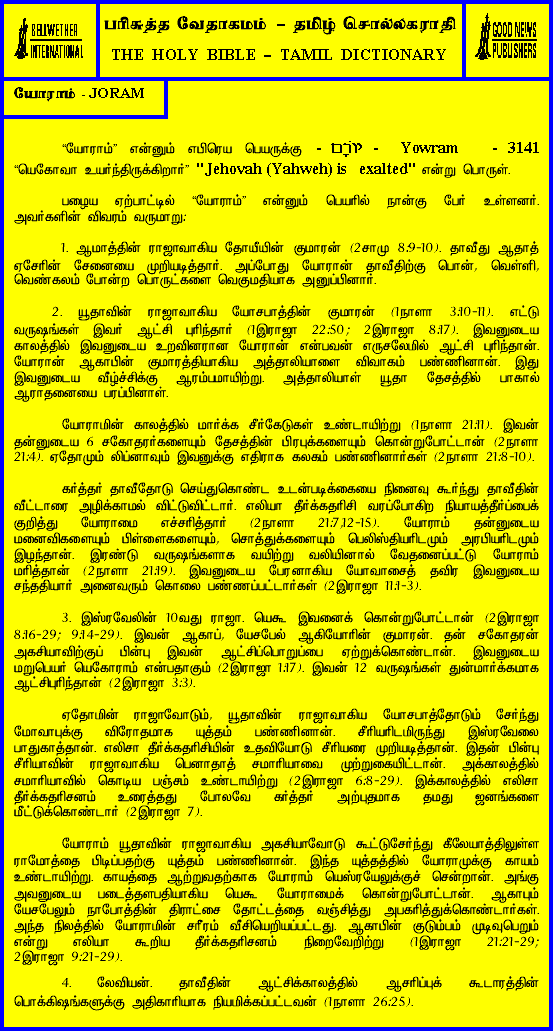 BELLWETHER
INTERNATIONAL
பரிசுத்த வேதாகமம் – தமிழ் சொல்லகராதி
THE HOLY BIBLE – TAMIL DICTIONARY
GOOD NEWS
PUBLISHERS
யோராம் - JORAM
“யோராம்” என்னும் எபிரெய பெயருக்கு - יוֹרָם - Yowram - 3141
“யெகோவா உயர்ந்திருக்கிறார்” "Jehovah (Yahweh) is exalted" என்று பொருள்.
பழைய ஏற்பாட்டில் “யோராம்” என்னும் பெயரில் நான்கு பேர் உள்ளனர்.
அவர்களின் விவரம் வருமாறு:
1. ஆமாத்தின் ராஜாவாகிய தோயீயின் குமாரன் (2சாமு 8:9-10). தாவீது ஆதாத்
ஏசேரின் சேனையை முறியடித்தார். அப்போது யோரான் தாவீதிற்கு பொன், வெள்ளி,
வெண்கலம் போன்ற பொருட்களை வெகுமதியாக அனுப்பினார்.
2. யூதாவின் ராஜாவாகிய யோசபாத்தின் குமாரன் (1நாளா 3:10-11). எட்டு
வருஷங்கள் இவர் ஆட்சி புரிந்தார் (1இராஜா 22:50; 2இராஜா 8:17). இவனுடைய
காலத்தில் இவனுடைய உறவினரான யோரான் என்பவன் எருசலேமில் ஆட்சி புரிந்தான்.
யோரான் ஆகாபின் குமாரத்தியாகிய அத்தாலியாளை விவாகம் பண்ணினான். இது
இவனுடைய வீழ்ச்சிக்கு ஆரம்பமாயிற்று. அத்தாலியாள் யூதா தேசத்தில் பாகால்
ஆராதனையை பரப்பினாள்.
யோராமின் காலத்தில் மார்க்க சீர்கேடுகள் உண்டாயிற்று (1நாளா 21:11). இவன்
தன்னுடைய 6 சகோதரர்களையும் தேசத்தின் பிரபுக்களையும் கொன்றுபோட்டான் (2நாளா
21:4). ஏதோமும் லிப்னாவும் இவனுக்கு எதிராக கலகம் பண்ணினார்கள் (2நாளா 21:8-10).
கர்த்தர் தாவீதோடு செய்துகொண்ட உடன்படிக்கையை நினைவு கூர்ந்து தாவீதின்
வீட்டாரை அழிக்காமல் விட்டுவிட்டார். எலியா தீர்க்கதரிசி வரப்போகிற நியாயத்தீர்ப்பைக்
குறித்து யோராமை எச்சரித்தார் (2நாளா 21:7,12-15). யோராம் தன்னுடைய
மனைவிகளையும் பிள்ளைகளையும், சொத்துக்களையும் பெலிஸ்தியரிடமும் அரபியரிடமும்
இழந்தான். இரண்டு வருஷங்களாக வயிற்று வலியினால் வேதனைப்பட்டு யோராம்
மரித்தான் (2நாளா 21:19). இவனுடைய பேரனாகிய யோவாசைத் தவிர இவனுடைய
சந்ததியார் அனைவரும் கொலை பண்ணப்பட்டார்கள் (2இராஜா 11:1-3).
3. இஸ்ரவேலின் 10வது ராஜா. யெகூ இவனைக் கொன்றுபோட்டான் (2இராஜா
8:16-29; 9:14-29). இவன் ஆகாப், யேசபேல் ஆகியோரின் குமாரன். தன் சகோதரன்
அகசியாவிற்குப் பின்பு இவன் ஆட்சிப்பொறுப்பை ஏற்றுக்கொண்டான். இவனுடைய
மறுபெயர் யெகோராம் என்பதாகும் (2இராஜா 1:17). இவன் 12 வருஷங்கள் துன்மார்க்கமாக
ஆட்சிபுரிந்தான் (2இராஜா 3:3).
ஏதோமின் ராஜாவோடும், யூதாவின் ராஜாவாகிய யோசபாத்தோடும் சேர்ந்து
மோவாபுக்கு விரோதமாக யுத்தம் பண்ணினான். சீரியரிடமிருந்து இஸ்ரவேலை
பாதுகாத்தான். எலிசா தீர்க்கதரிசியின் உதவியோடு சீரியரை முறியடித்தான். இதன் பின்பு
சீரியாவின் ராஜாவாகிய பெனாதாத் சமாரியாவை முற்றுகையிட்டான். அக்காலத்தில்
சமாரியாவில் கொடிய பஞ்சம் உண்டாயிற்று (2இராஜா 6:8-29). இக்காலத்தில் எலிசா
தீர்க்கதரிசனம் உரைத்தது போலவே கர்த்தர் அற்புதமாக தமது ஜனங்களை
மீட்டுக்கொண்டார் (2இராஜா 7).
யோராம் யூதாவின் ராஜாவாகிய அகசியாவோடு கூட்டுசேர்ந்து கீலேயாத்திலுள்ள
ராமோத்தை பிடிப்பதற்கு யுத்தம் பண்ணினான். இந்த யுத்தத்தில் யோராமுக்கு காயம்
உண்டாயிற்று. காயத்தை ஆற்றுவதற்காக யோராம் யெஸ்ரயேலுக்குச் சென்றான். அங்கு
அவனுடைய படைத்தளபதியாகிய யெகூ யோராமைக் கொன்றுபோட்டான். ஆகாபும்
யேசபேலும் நாபோத்தின் திராட்சை தோட்டத்தை வஞ்சித்து அபகரித்துக்கொண்டார்கள்.
அந்த நிலத்தில் யோராமின் சரீரம் வீசியெறியப்பட்டது. ஆகாபின் குடும்பம் முடிவுபெறும்
என்று எலியா கூறிய தீர்க்கதரிசனம் நிறைவேறிற்று (1இராஜா 21:21-29;
2இராஜா 9:21-29).
4. லேவியன். தாவீதின் ஆட்சிக்காலத்தில் ஆசரிப்புக் கூடாரத்தின்
பொக்கிஷங்களுக்கு அதிகாரியாக நியமிக்கப்பட்டவன் (1நாளா 26:25).